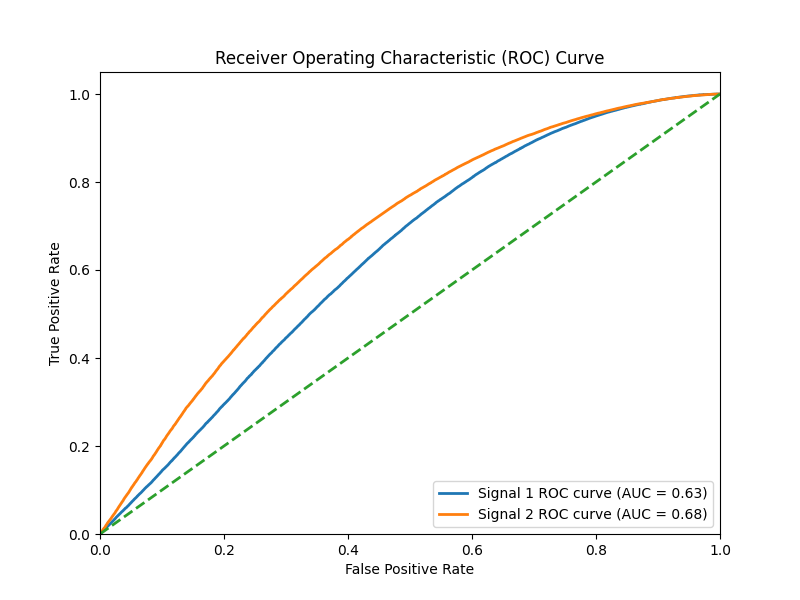 Receiver Operating Characteristic (ROC) Curve
True Positive Rate
1.0
0.8
0.6
0.4
0.2
0.0
Signal 1 ROC curve (AUC = 0.63)
Signal 2 ROC curve (AUC = 0.68)
0.0 0.2 0.4 0.6 0.8 1.0
False Positive Rate